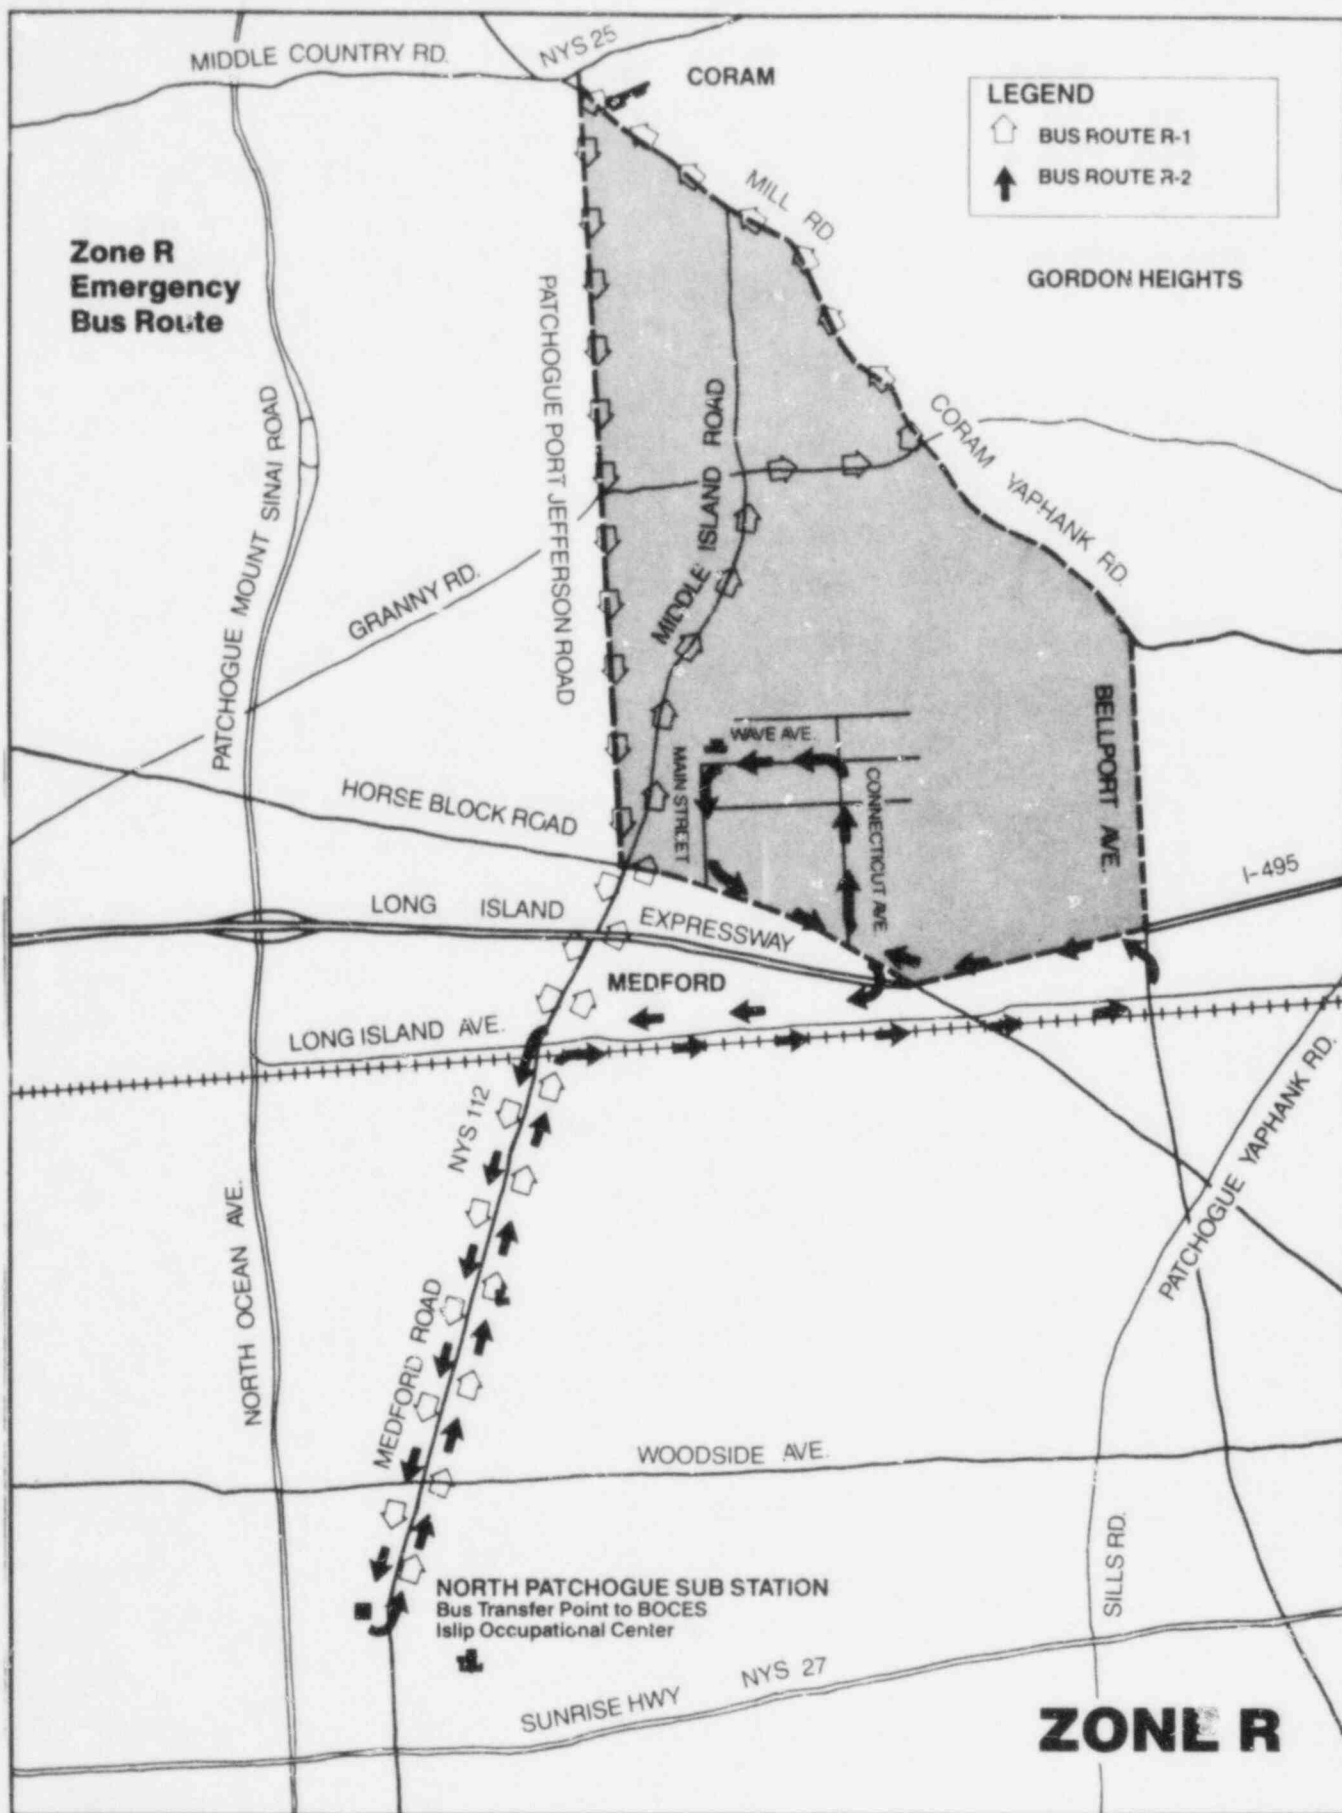 MIDDLE COUNTRY RD.
NYS 25
CORAM
LEGEND
BUS ROUTE R-1
BUS ROUTE R-2
MILL RD.
Zone R
Emergency
Bus Route
GORDON HEIGHTS
PATCHOGUE PORT JEFFERSON ROAD
MIDDLE ISLAND ROAD
PATCHOGUE MOUNT SINAI ROAD
CORAM YAPHANK RD.
GRANNY RD.
MIDDLE ISLAND ROAD
BELLPORT AVE.
WAVE AVE.
MAIN STREET
CONNECTICUT AVE.
HORSE BLOCK ROAD
I-495
LONG ISLAND EXPRESSWAY
MEDFORD
LONG ISLAND AVE.
NYS 112
PATCHOGUE YAPHANK RD.
NORTH OCEAN AVE.
MEDFORD ROAD
WOODSIDE AVE.
SILLS RD.
NORTH PATCHOGUE SUB STATION
Bus Transfer Point to BOCES
Islip Occupational Center
SUNRISE HWY
NYS 27
ZONE R